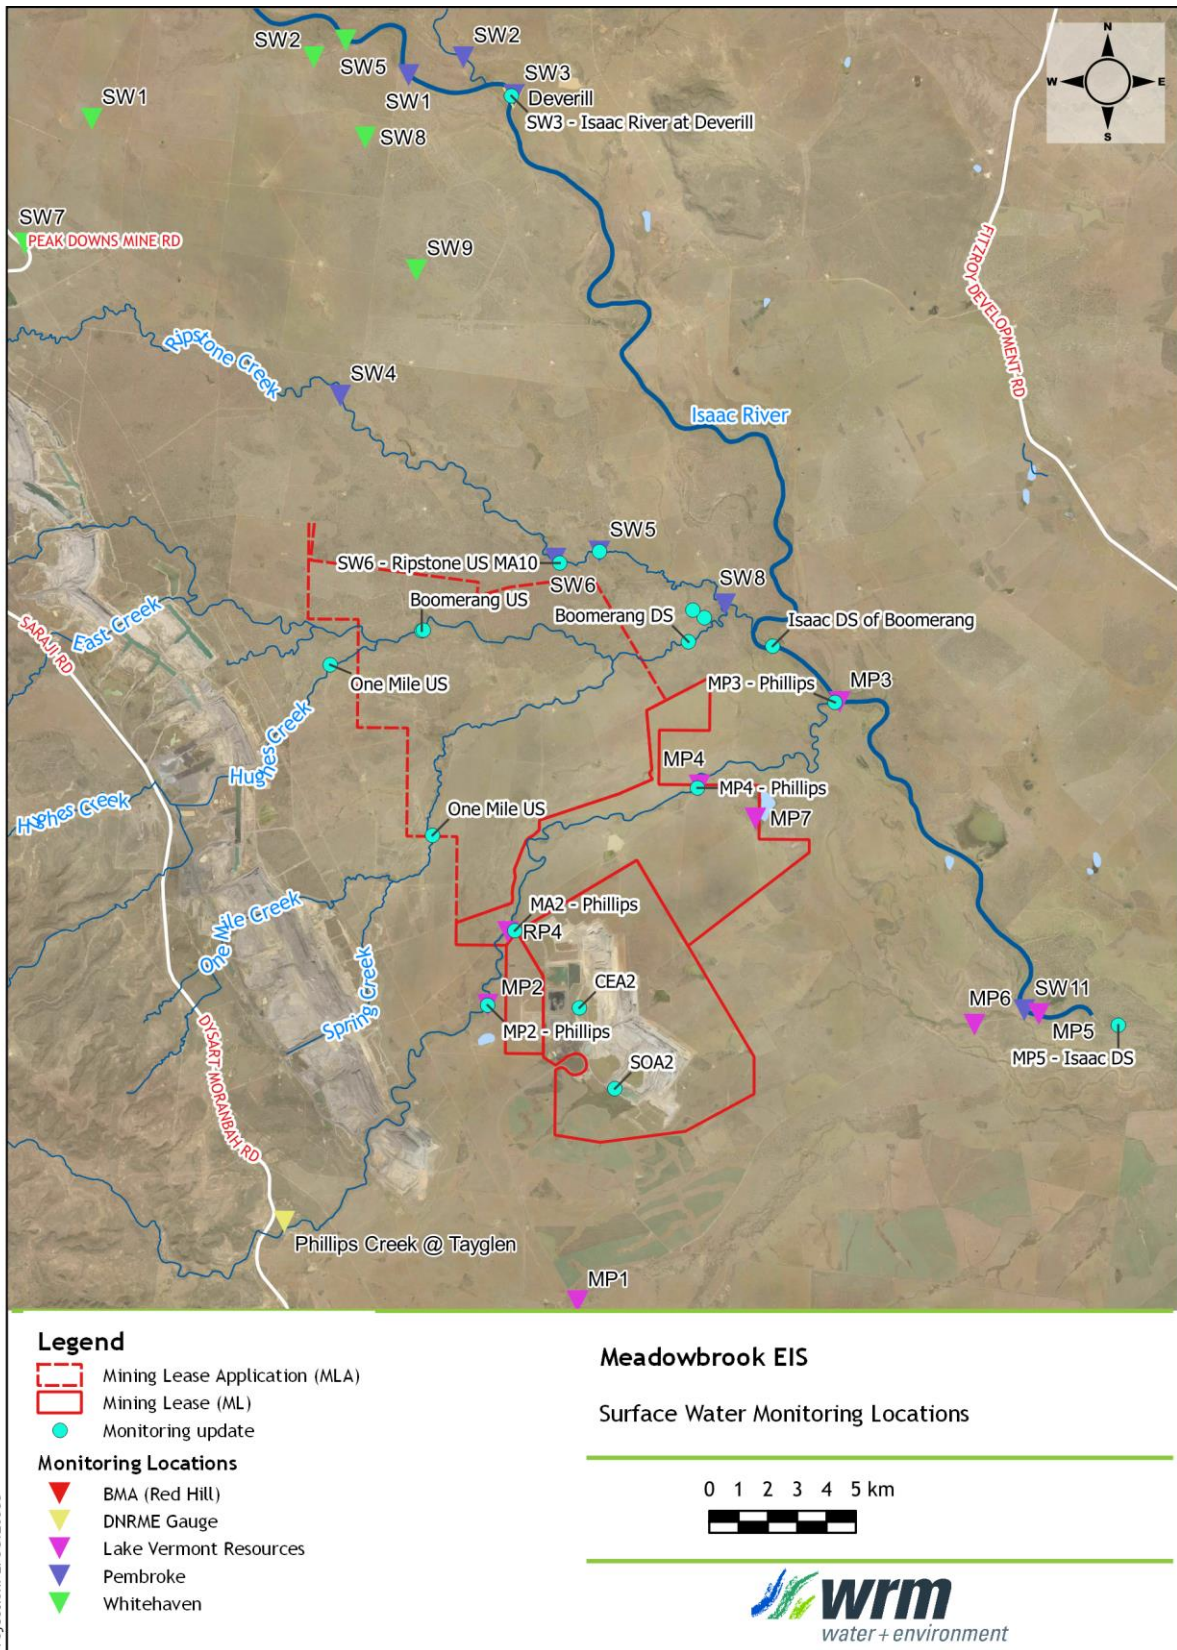 SW2
SW2
N
SW5
SW3
W
E
SW1
SW1
Deverill
SW3 - Isaac River at Deverill
S
SW8
SW7
PEAK DOWNS MINE RD
SW9
FITZROY DEVELOPMENT RD
Ripstone Creek
SW4
Isaac River
SW5
SW6 - Ripstone US MA10
SW6
SW8
Boomerang US
Boomerang DS
Isaac DS of Boomerang
East Creek
SARAJI RD
One Mile US
MP3 - Phillips
MP3
Hughes Creek
MP4
MP4 - Phillips
Hughes Creek
One Mile US
MP7
One Mile Creek
MA2 - Phillips
RP4
Spring Creek
MP2
CEA2
MP6
SW11
MP2 - Phillips
MP5
DYSART MORANBAH RD
SOA2
MP5 - Isaac DS
Phillips Creek @ Tayglen
MP1
Legend
Mining Lease Application (MLA)
Mining Lease (ML)
Monitoring update
Monitoring Locations
BMA (Red Hill)
DNRME Gauge
Lake Vermont Resources
Pembroke
Whitehaven
Meadowbrook EIS
Surface Water Monitoring Locations
0 1 2 3 4 5 km
wrm
water + environment